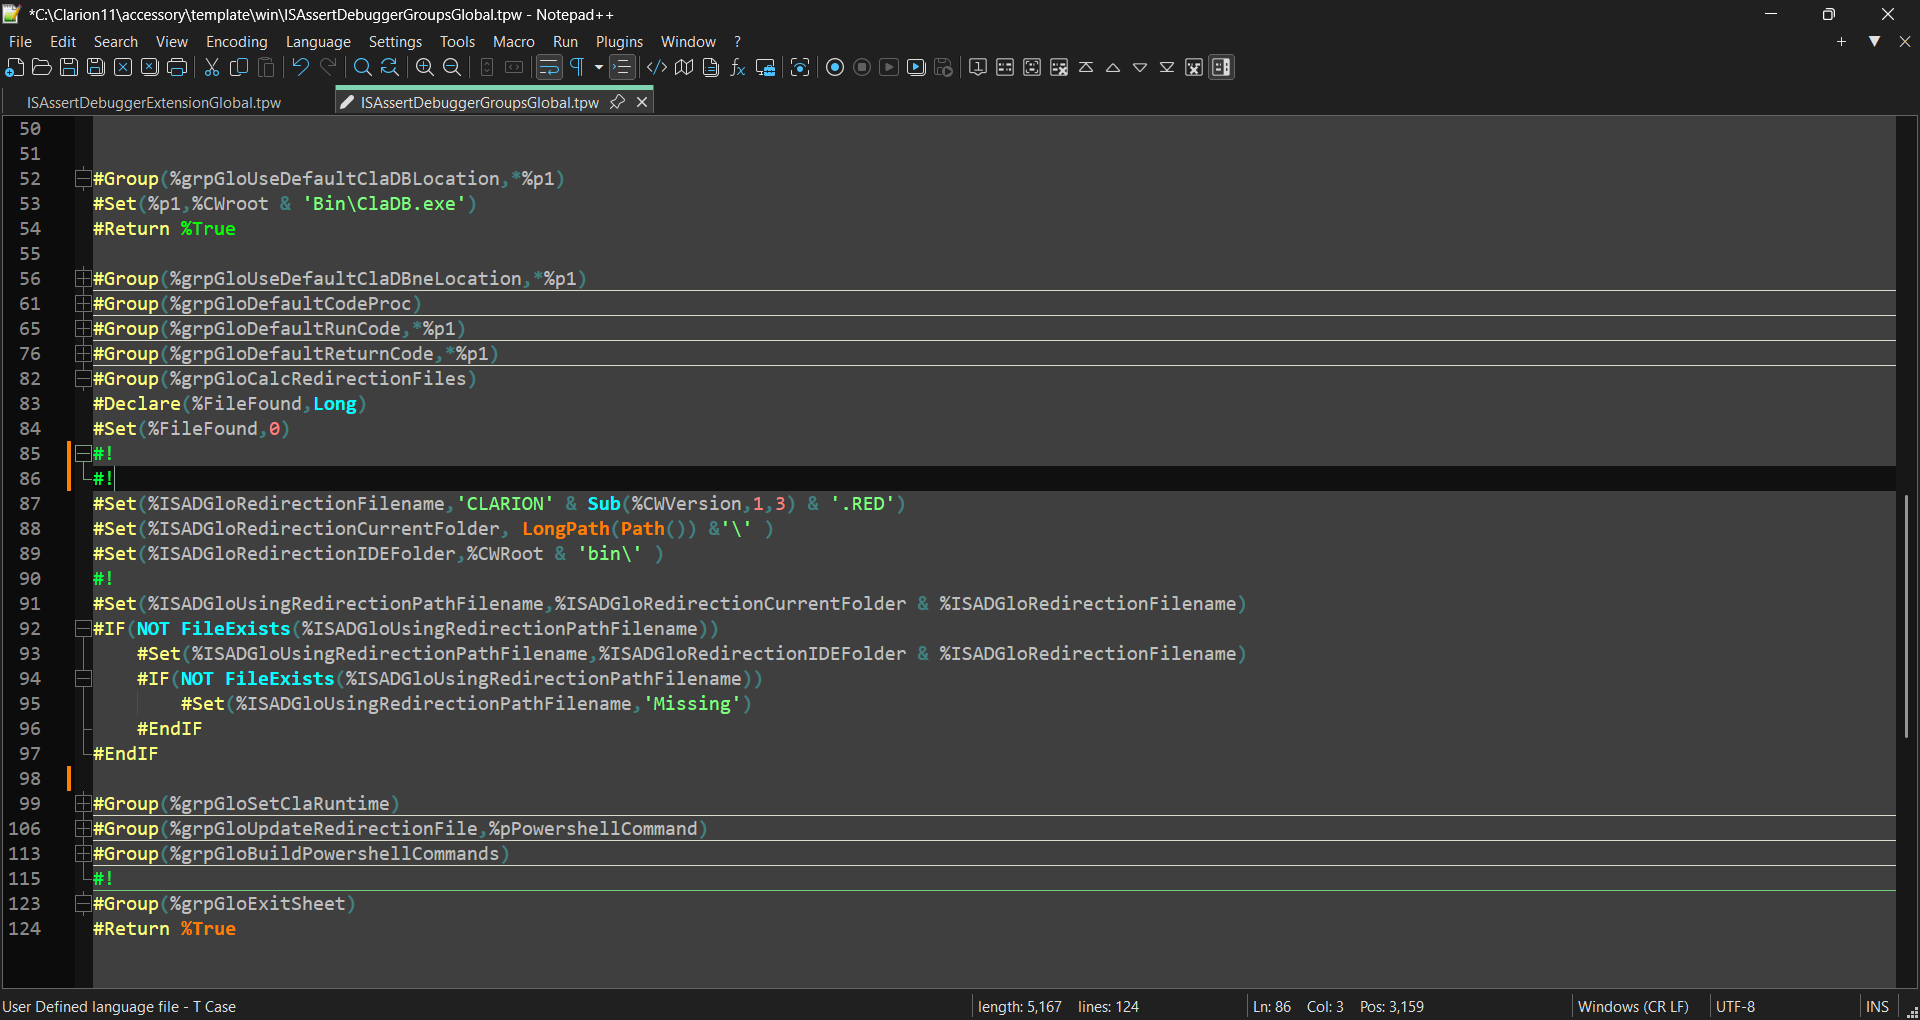 *C:\Clarion11\accessory\template\win\ISAssertDebuggerGroupsGlobal.tpw - Notepad++
File Edit Search View Encoding Language Settings Tools Macro Run Plugins Window ?
ISAssertDebuggerExtensionGlobal.tpw ISAssertDebuggerGroupsGlobal.tpw
50
51
52 #Group(%grpGloUseDefaultClaDBLocation,*%p1)
53 #Set(%p1,%CWroot & 'Bin\ClaDB.exe')
54 #Return %True
55
56 #Group(%grpGloUseDefaultClaDBneLocation,*%p1)
61 #Group(%grpGloDefaultCodeProc)
65 #Group(%grpGloDefaultRunCode,*%p1)
76 #Group(%grpGloDefaultReturnCode,*%p1)
82 #Group(%grpGloCalcRedirectionFiles)
83 #Declare(%FileFound,Long)
84 #Set(%FileFound,0)
85 #!
86 #!
87 #Set(%ISADGloRedirectionFilename,'CLARION' & Sub(%CWVersion,1,3) & '.RED')
88 #Set(%ISADGloRedirectionCurrentFolder, LongPath(Path()) &'\' )
89 #Set(%ISADGloRedirectionIDEFolder,%CWRoot & 'bin\' )
90 #!
91 #Set(%ISADGloUsingRedirectionPathFilename,%ISADGloRedirectionCurrentFolder & %ISADGloRedirectionFilename)
92 #IF(NOT FileExists(%ISADGloUsingRedirectionPathFilename))
93 #Set(%ISADGloUsingRedirectionPathFilename,%ISADGloRedirectionIDEFolder & %ISADGloRedirectionFilename)
94 #IF(NOT FileExists(%ISADGloUsingRedirectionPathFilename))
95 #Set(%ISADGloUsingRedirectionPathFilename,'Missing')
96 #EndIF
97 #EndIF
98
99 #Group(%grpGloSetClaRuntime)
106 #Group(%grpGloUpdateRedirectionFile,%pPowershellCommand)
113 #Group(%grpGloBuildPowershellCommands)
115 #!
123 #Group(%grpGloExitSheet)
124 #Return %True
User Defined language file - T Case length: 5,167 lines: 124 Ln: 86 Col: 3 Pos: 3,159 Windows (CR LF) UTF-8 INS